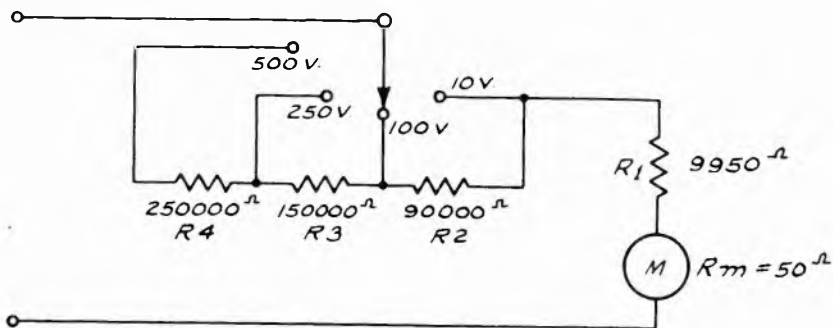 500 V.
250 V.
100 V.
10 V.
R1 9950 Ω
250000 Ω
R4
150000 Ω
R3
90000 Ω
R2
M
Rm = 50 Ω